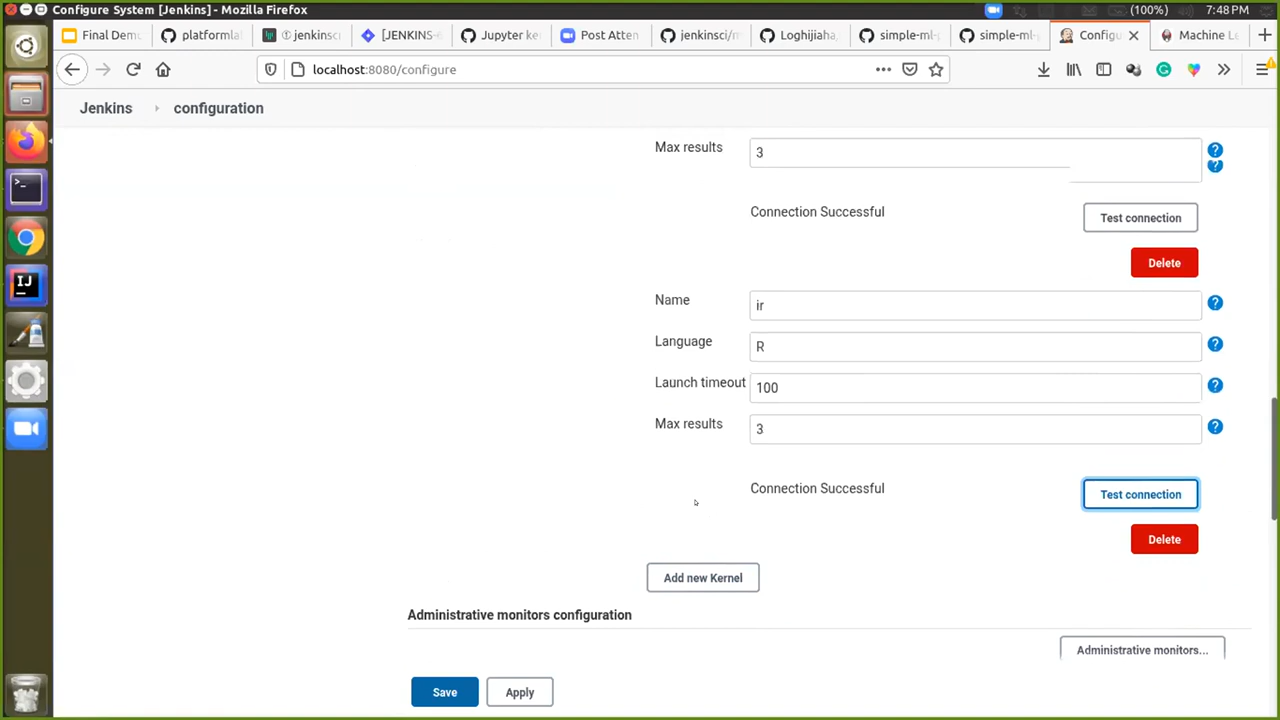 Configure System [Jenkins] - Mozilla Firefox
(100%) 7:48 PM
Final Dem
platformla
jenkinsc
[JENKINS-
Jupyter ke
Post Atten
jenkinsci/m
Loghijiaha
simple-ml-p
simple-ml-
Configu
Machine Le
localhost:8080/configure
Jenkins configuration
Max results 3
Connection Successful Test connection
Delete
Name ir
Language R
Launch timeout 100
Max results 3
Connection Successful Test connection
Delete
Add new Kernel
Administrative monitors configuration
Administrative monitors...
Save Apply